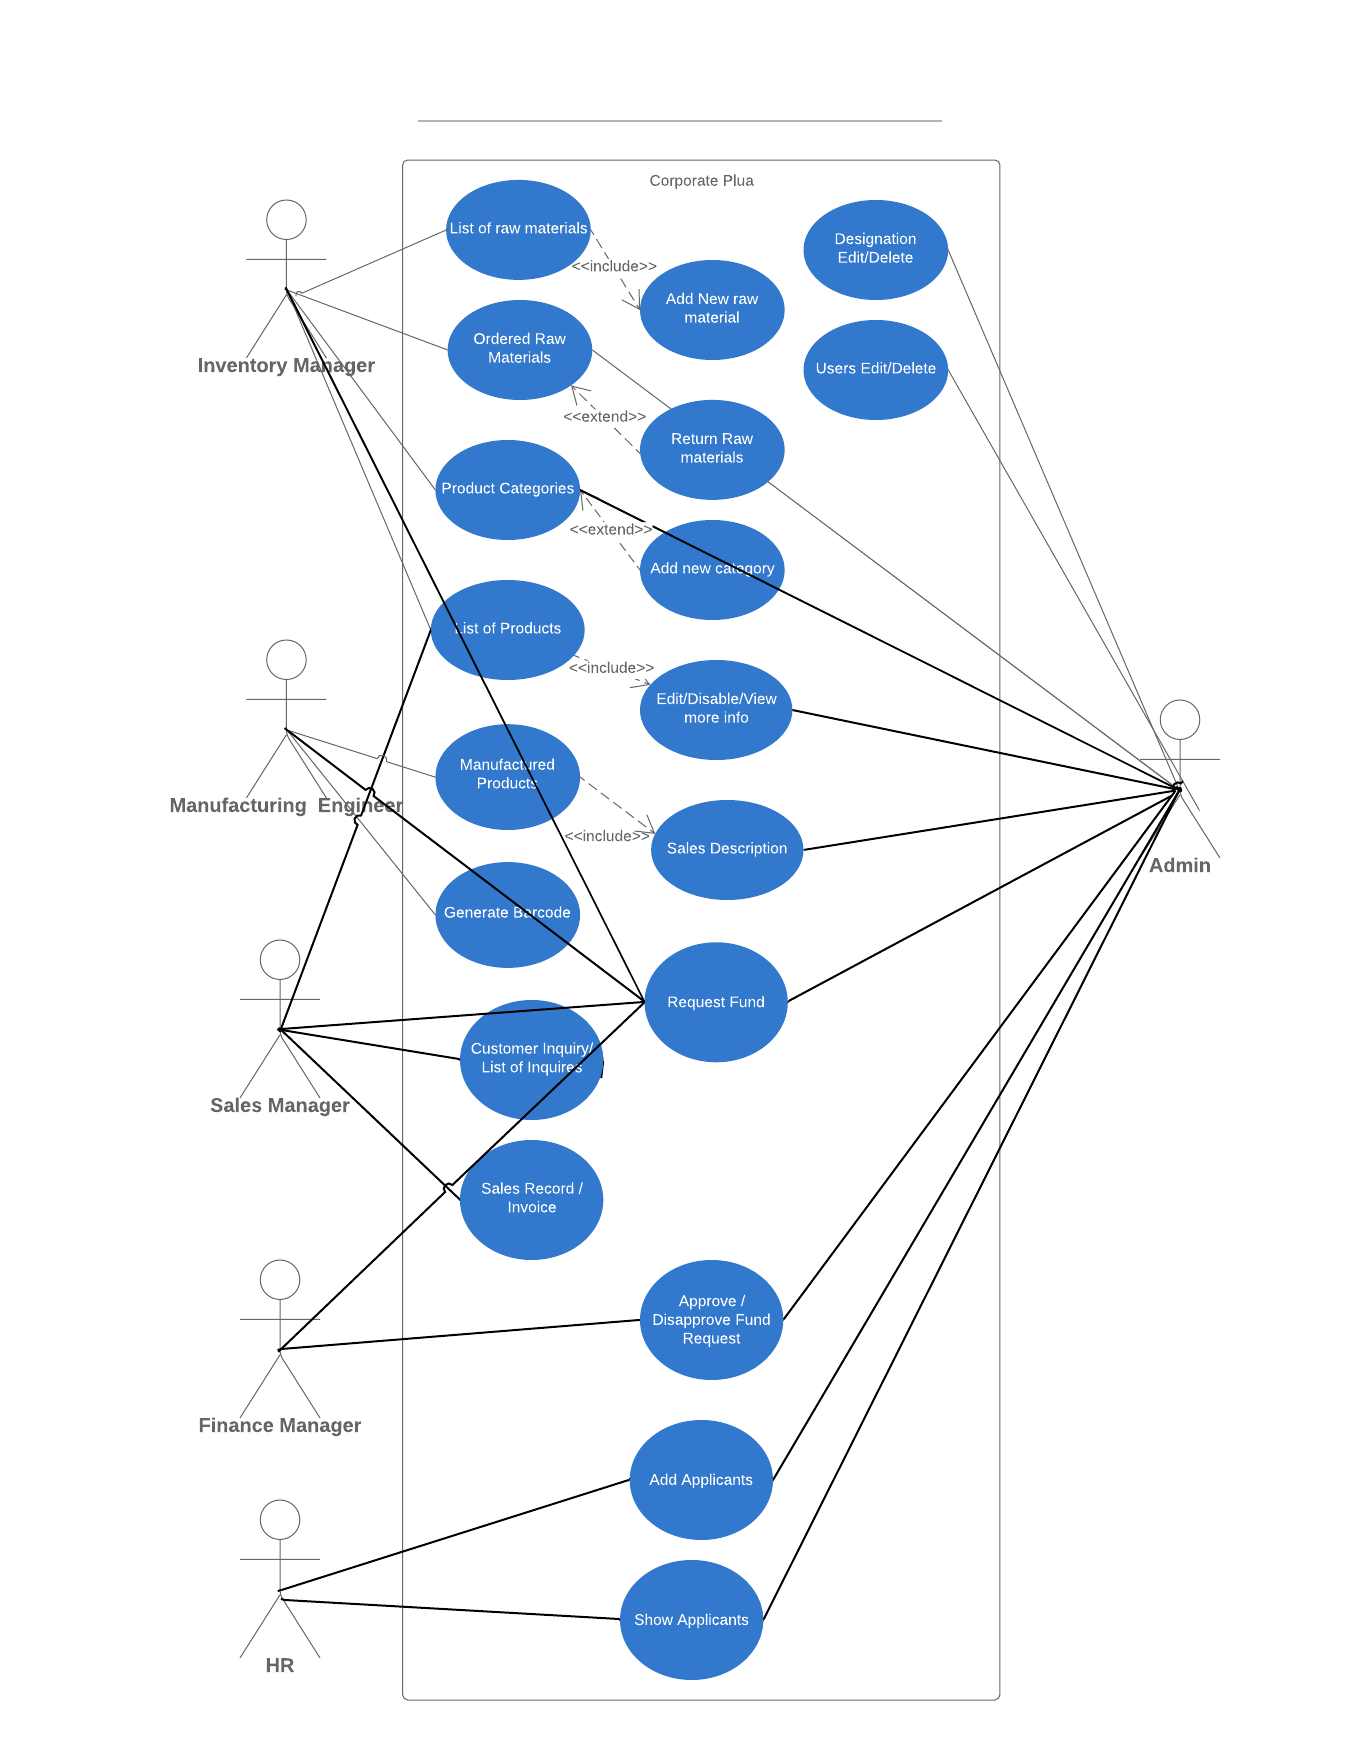 Corporate Plua
List of raw materials
Designation
Edit/Delete
<<include>>
Add New raw
material
Ordered Raw
Materials
Inventory Manager
Users Edit/Delete
<<extend>>
Return Raw
materials
Product Categories
<<extend>>
Add new category
List of Products
<<include>>
Edit/Disable/View
more info
Manufactured
Products
Manufacturing Engineer
<<include>>
Sales Description
Admin
Generate Barcode
Request Fund
Customer Inquiry/
List of Inquires
Sales Manager
Sales Record /
Invoice
Approve /
Disapprove Fund
Request
Finance Manager
Add Applicants
Show Applicants
HR